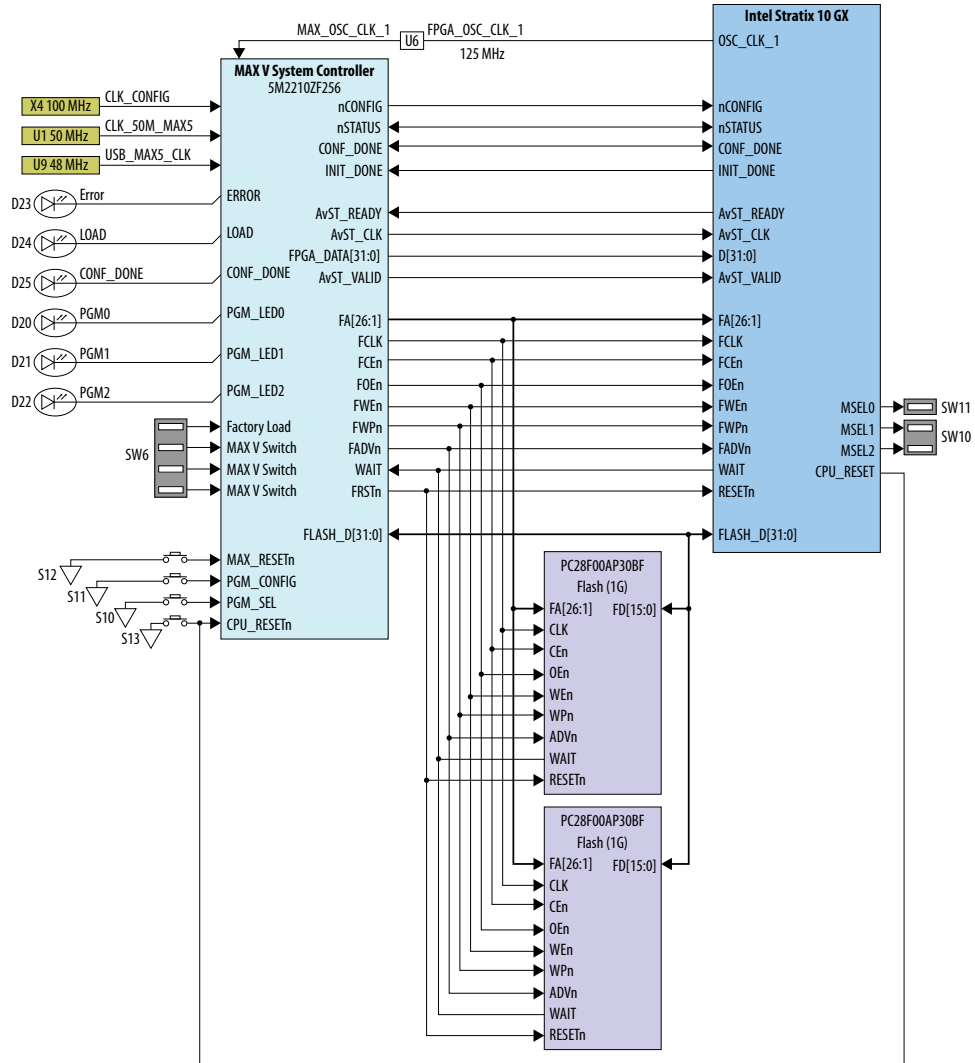 Intel Stratix 10 GX
MAX_OSC_CLK_1
U6
FPGA_OSC_CLK_1
125 MHz
OSC_CLK_1
MAX V System Controller
5M2210ZF256
X4 100 MHz
CLK_CONFIG
U1 50 MHz
CLK_50M_MAX5
U9 48 MHz
USB_MAX5_CLK
D23
Error
ERROR
D24
LOAD
LOAD
D25
CONF_DONE
CONF_DONE
D20
PGM0
PGM_LED0
D21
PGM1
PGM_LED1
D22
PGM2
PGM_LED2
SW6
Factory Load
MAX V Switch
MAX V Switch
MAX V Switch
S12
MAX_RESETn
S11
PGM_CONFIG
S10
PGM_SEL
S13
CPU_RESETn
nCONFIG
nSTATUS
CONF_DONE
INIT_DONE
AvST_READY
AvST_CLK
FPGA_DATA[31:0]
AvST_VALID
FA[26:1]
FCLK
FCEn
FOEn
FWEn
FWPn
FADVn
WAIT
FRSTn
FLASH_D[31:0]
nCONFIG
nSTATUS
CONF_DONE
INIT_DONE
AvST_READY
AvST_CLK
D[31:0]
AvST_VALID
FA[26:1]
FCLK
FCEn
FOEn
FWEn
FWPn
FADVn
WAIT
RESETn
FLASH_D[31:0]
MSEL0
MSEL1
MSEL2
CPU_RESET
SW11
SW10
PC28F00AP30BF
Flash (1G)
FA[26:1]
FD[15:0]
CLK
CEn
OEn
WEn
WPn
ADVn
WAIT
RESETn
PC28F00AP30BF
Flash (1G)
FA[26:1]
FD[15:0]
CLK
CEn
OEn
WEn
WPn
ADVn
WAIT
RESETn